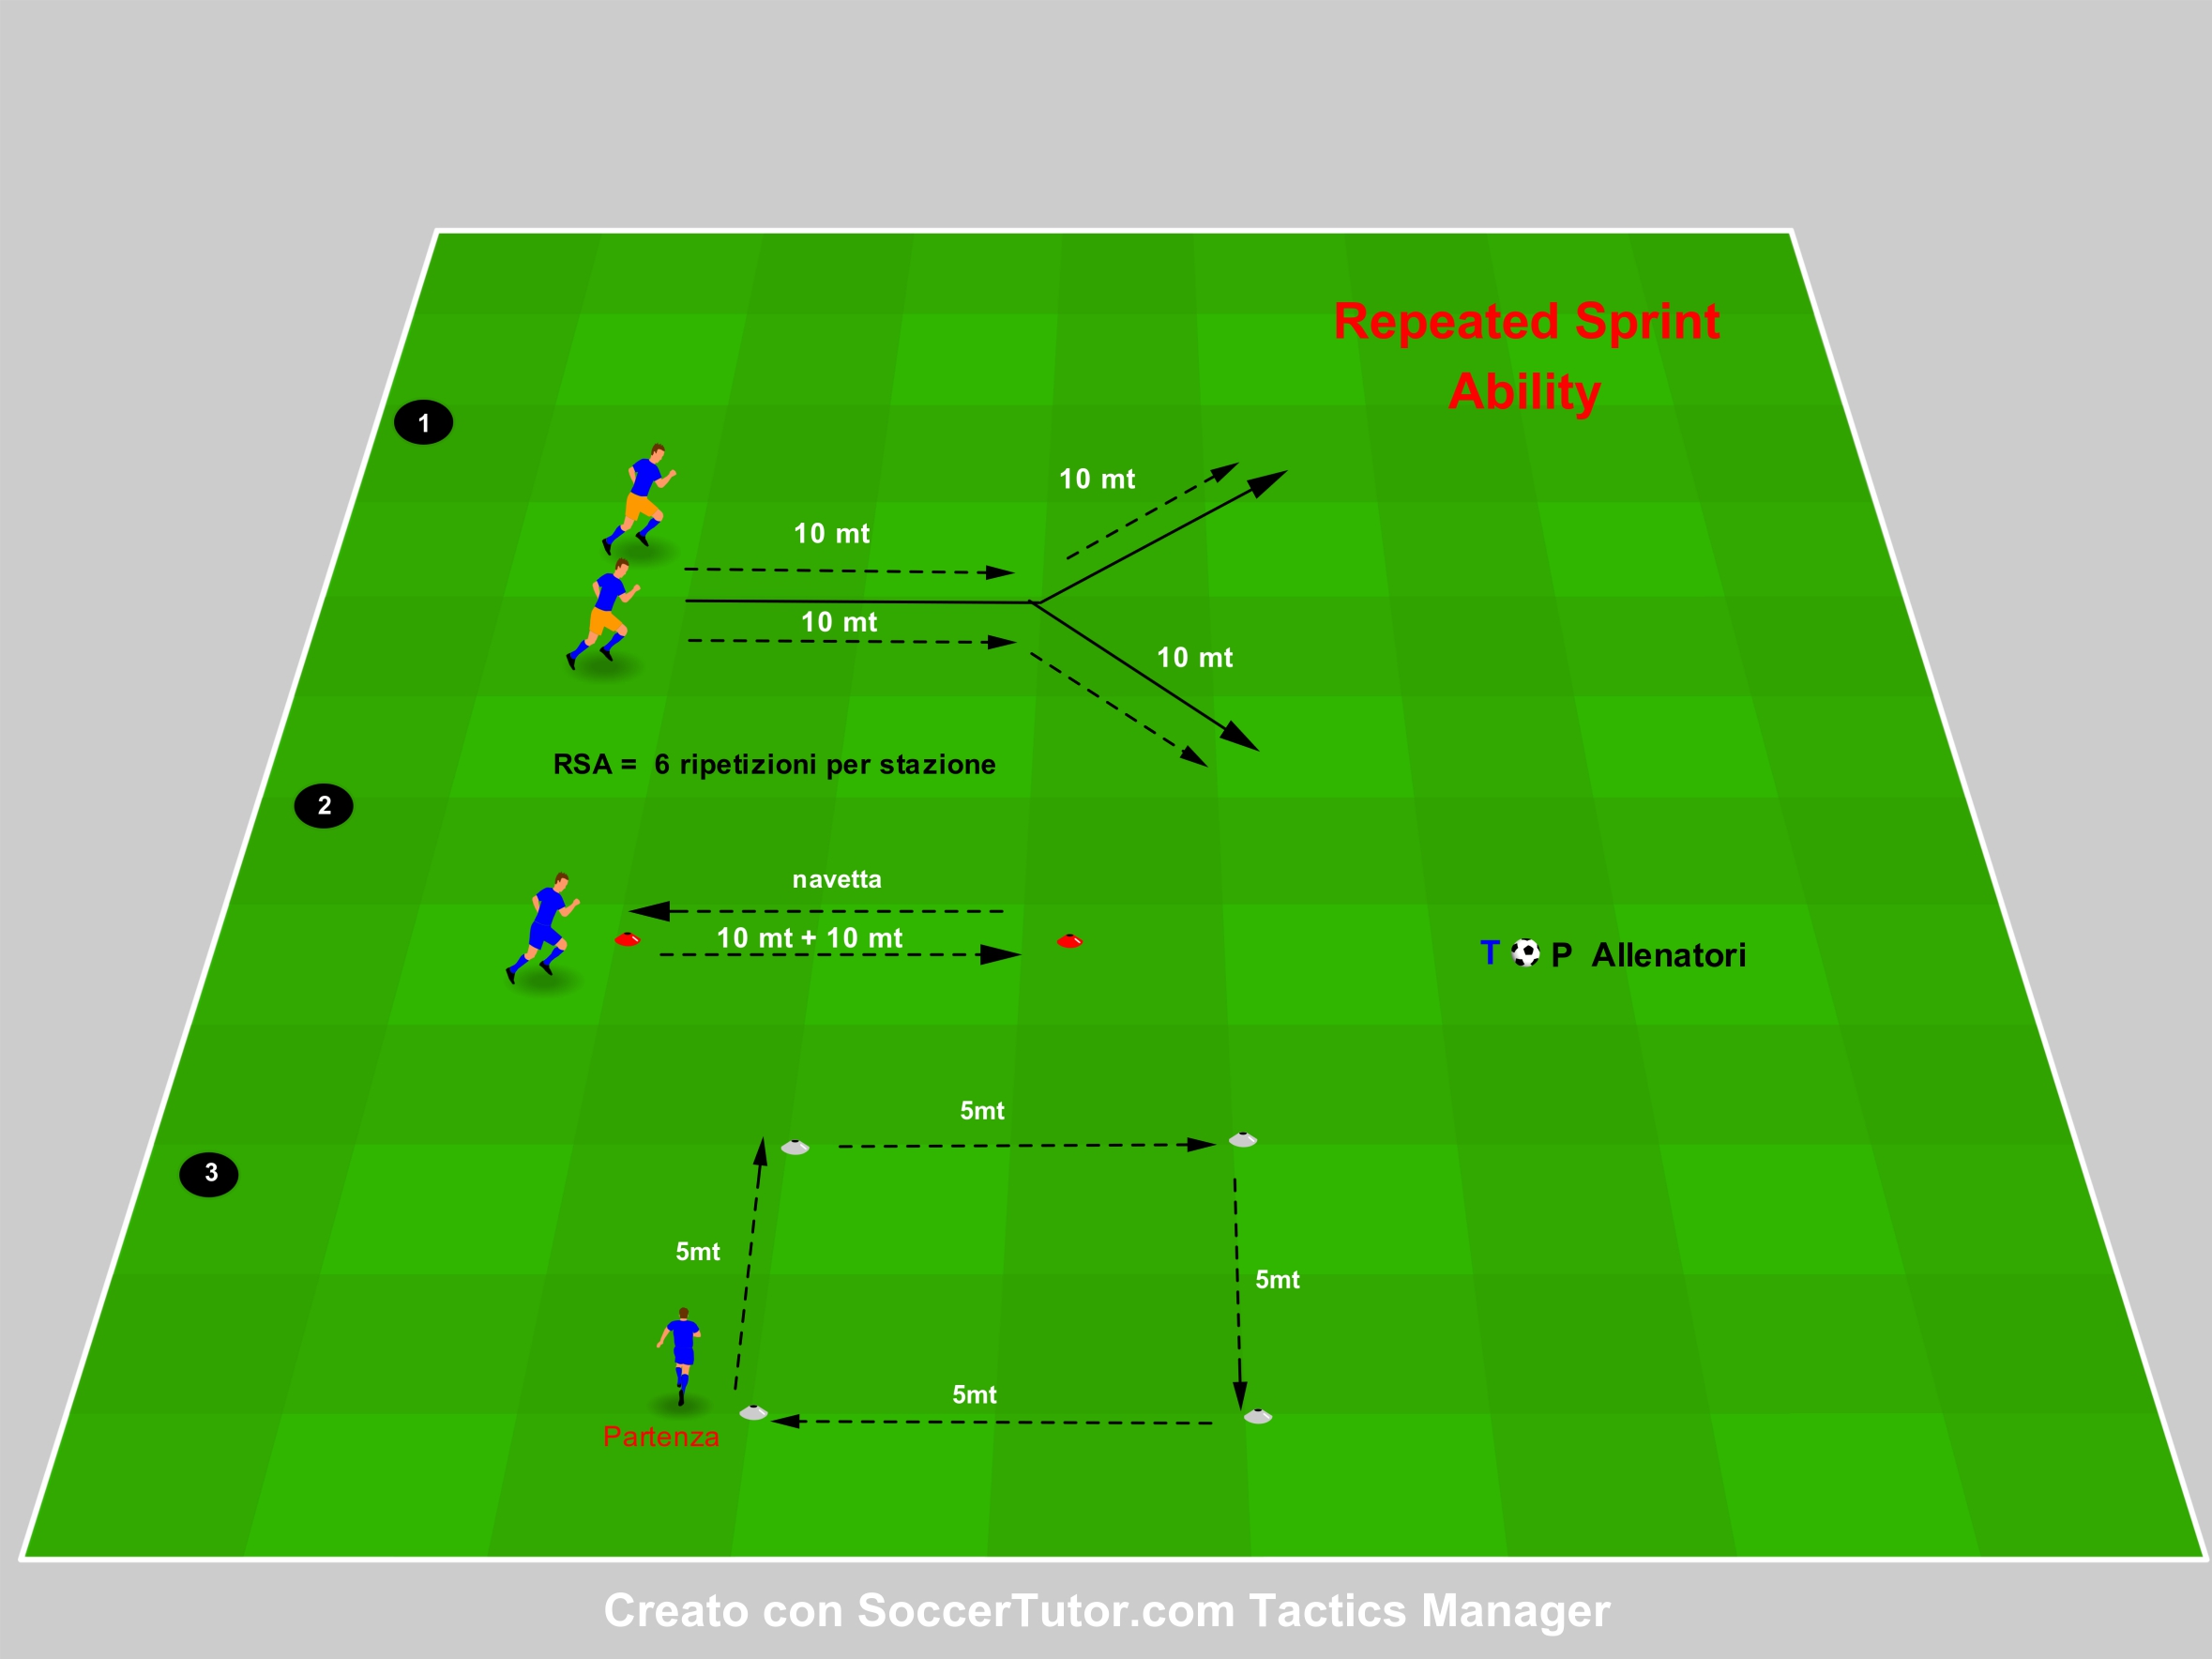 Repeated Sprint
Ability
1
10 mt
10 mt
10 mt
10 mt
RSA = 6 ripetizioni per stazione
2
navetta
10 mt + 10 mt
T P Allenatori
5mt
3
5mt
5mt
5mt
Partenza
Creato con SoccerTutor.com Tactics Manager